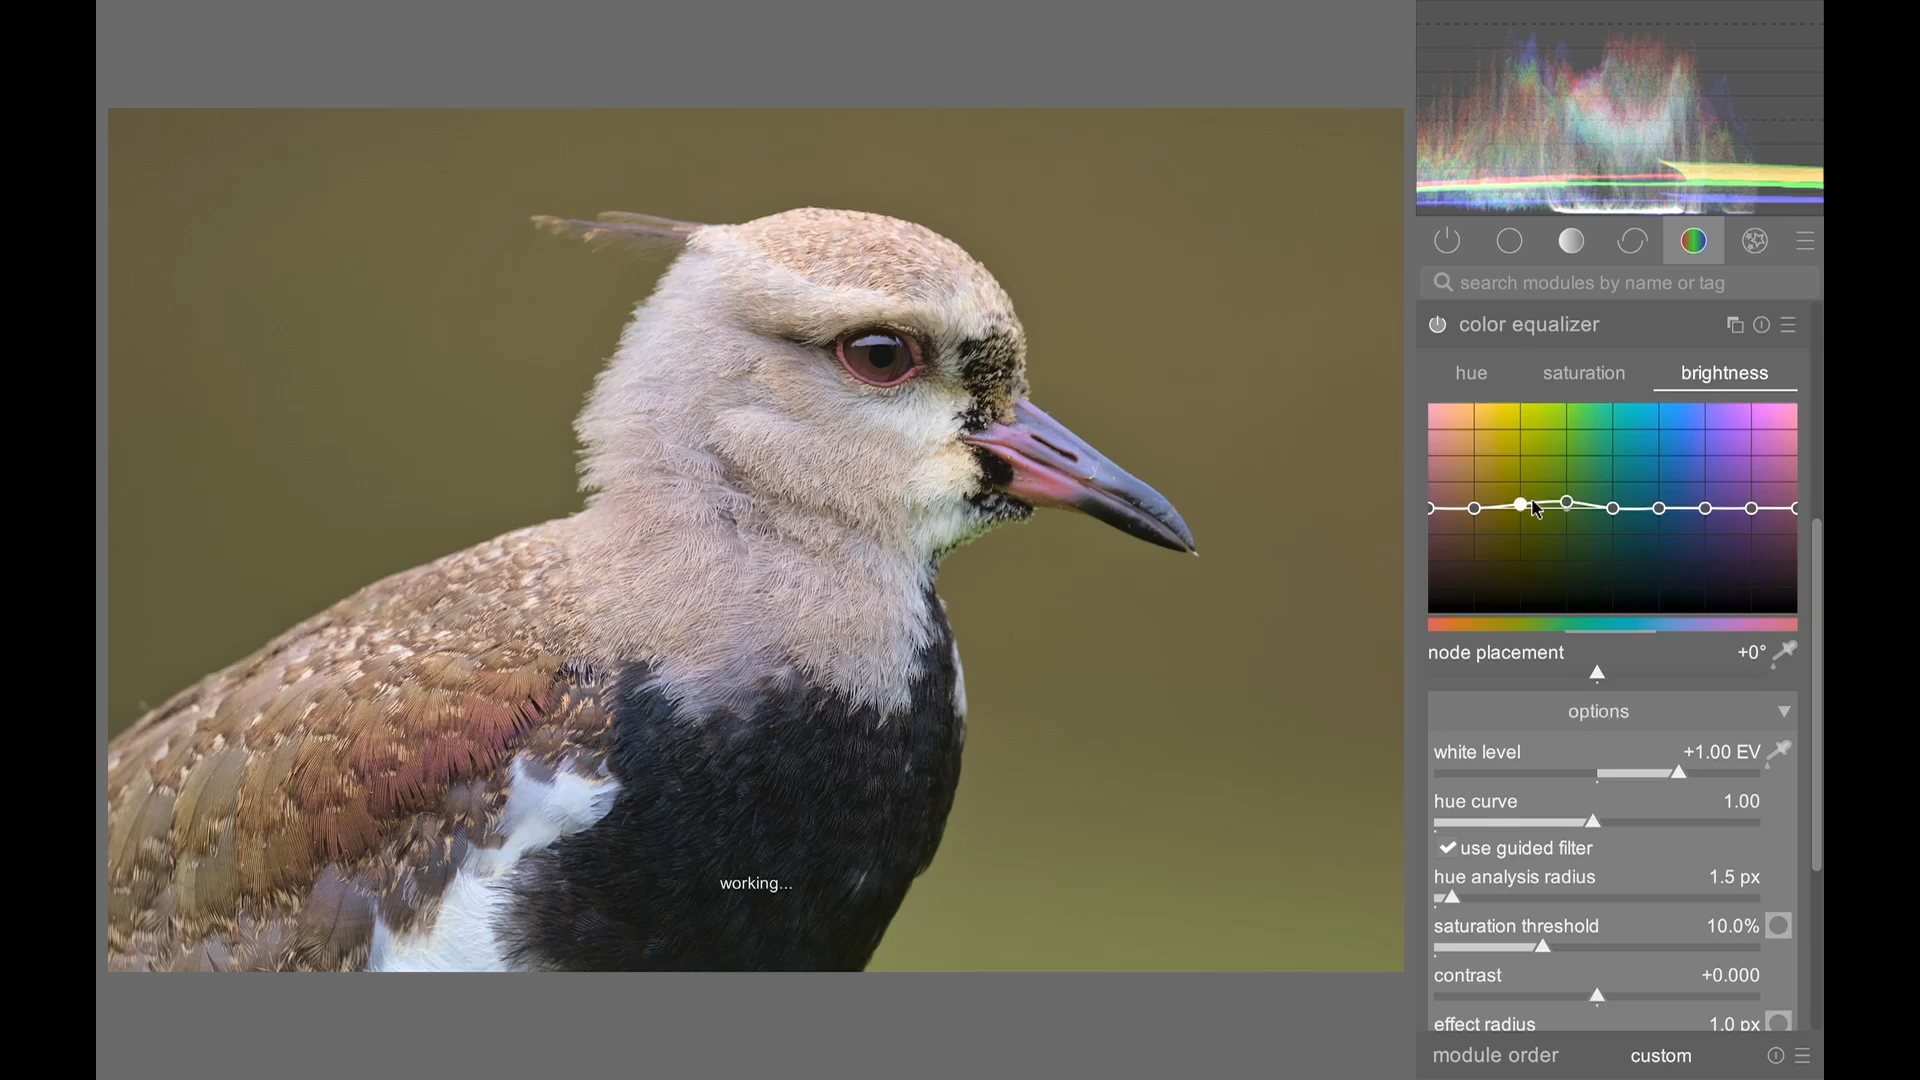 search modules by name or tag
color equalizer
hue saturation brightness
node placement +0°
options
white level +1.00 EV
hue curve 1.00
use guided filter
hue analysis radius 1.5 px
saturation threshold 10.0%
contrast +0.000
effect radius 1.0 px
working...
module order custom